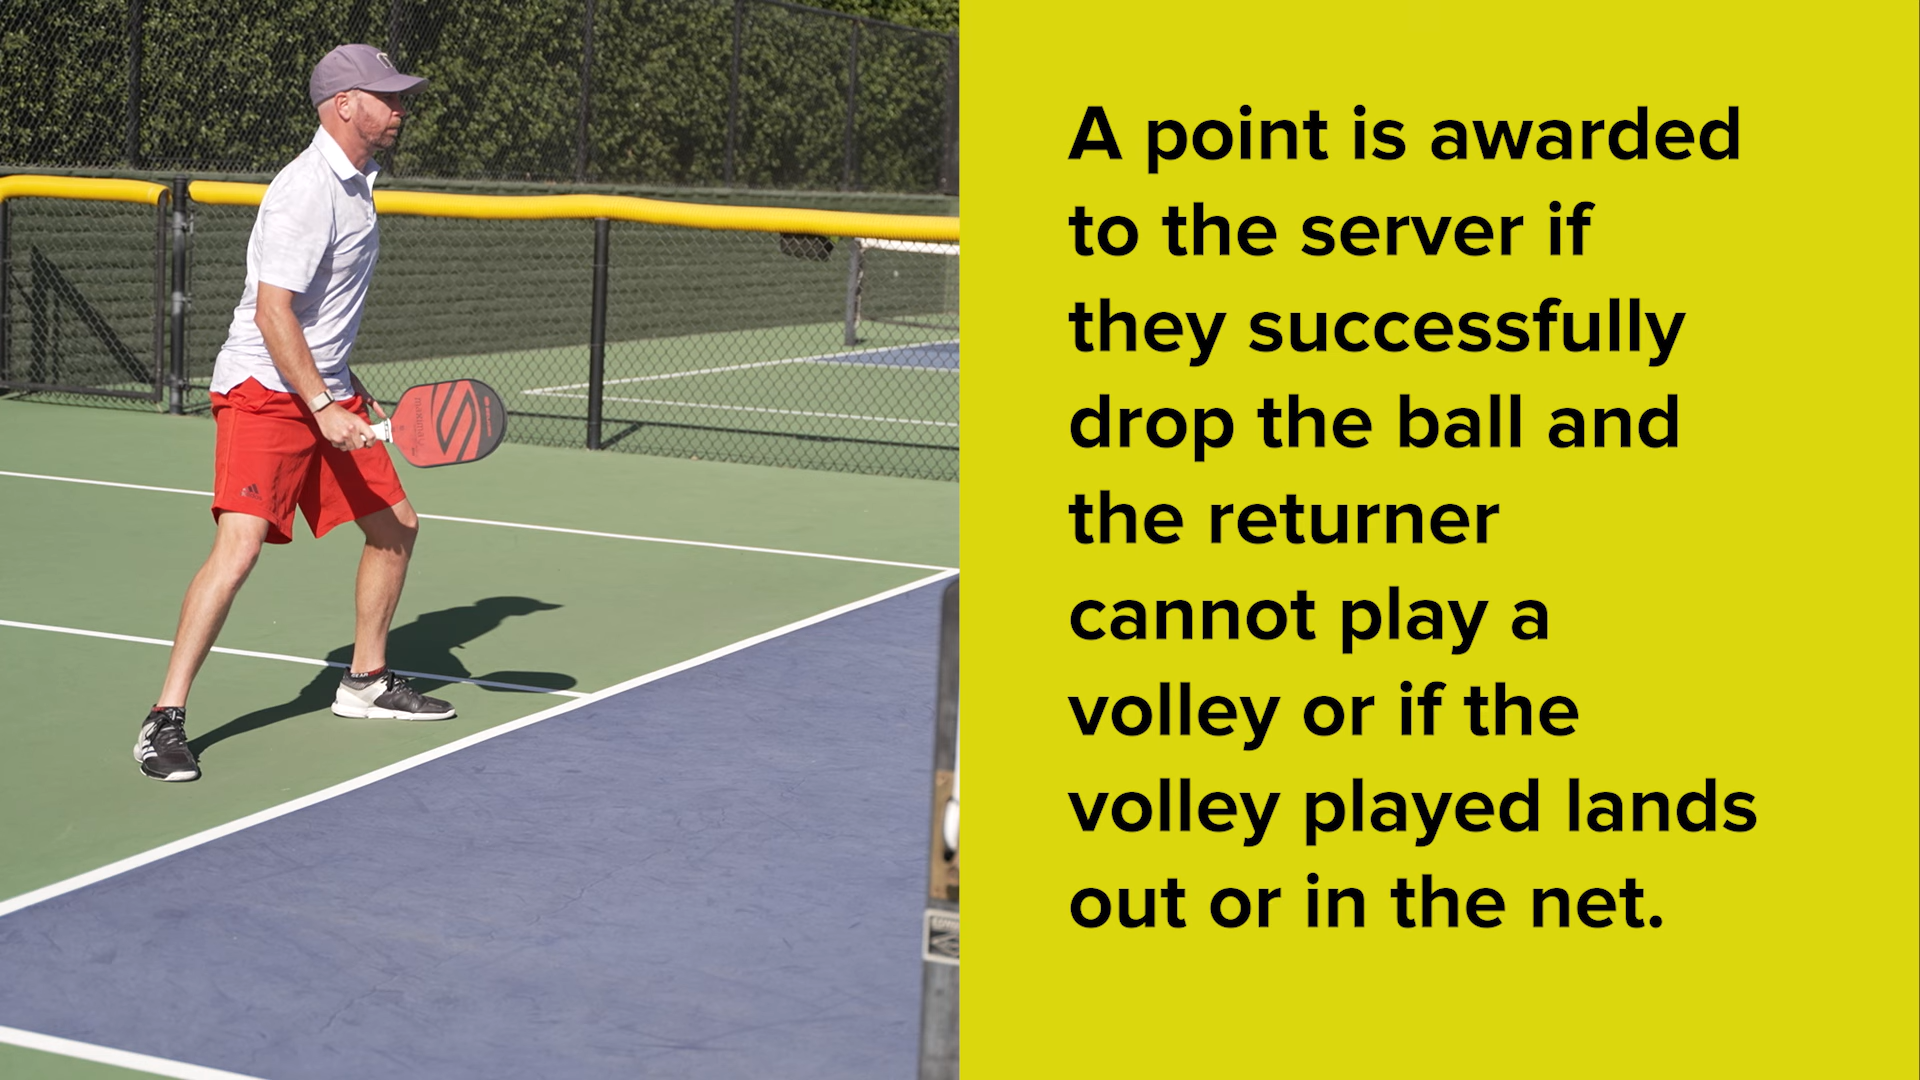 A point is awarded
to the server if
they successfully
drop the ball and
the returner
cannot play a
volley or if the
volley played lands
out or in the net.